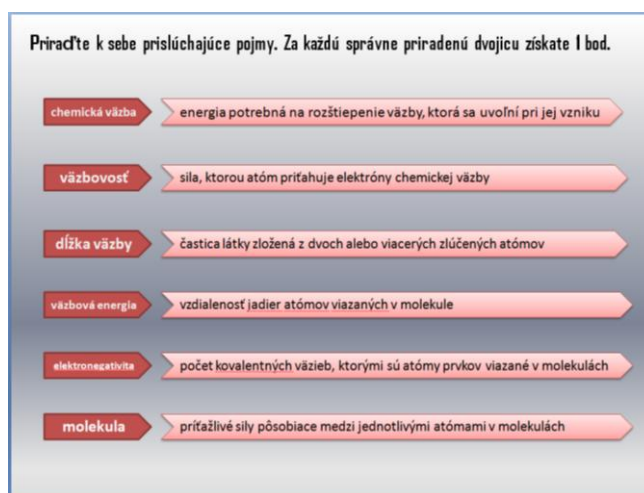 Priraďte k sebe prislúchajúce pojmy. Za každú správne priradenú dvojicu získate 1 bod.
chemická väzba energia potrebná na rozštiepenie väzby, ktorá sa uvoľní pri jej vzniku
väzbovosť sila, ktorou atóm priťahuje elektróny chemickej väzby
dĺžka väzby častica látky zložená z dvoch alebo viacerých zlúčených atómov
väzbová energia vzdialenosť jadier atómov viazaných v molekule
elektronegativita počet kovalentných väzieb, ktorými sú atómy prvkov viazané v molekulách
molekula príťažlivé sily pôsobiace medzi jednotlivými atómami v molekulách